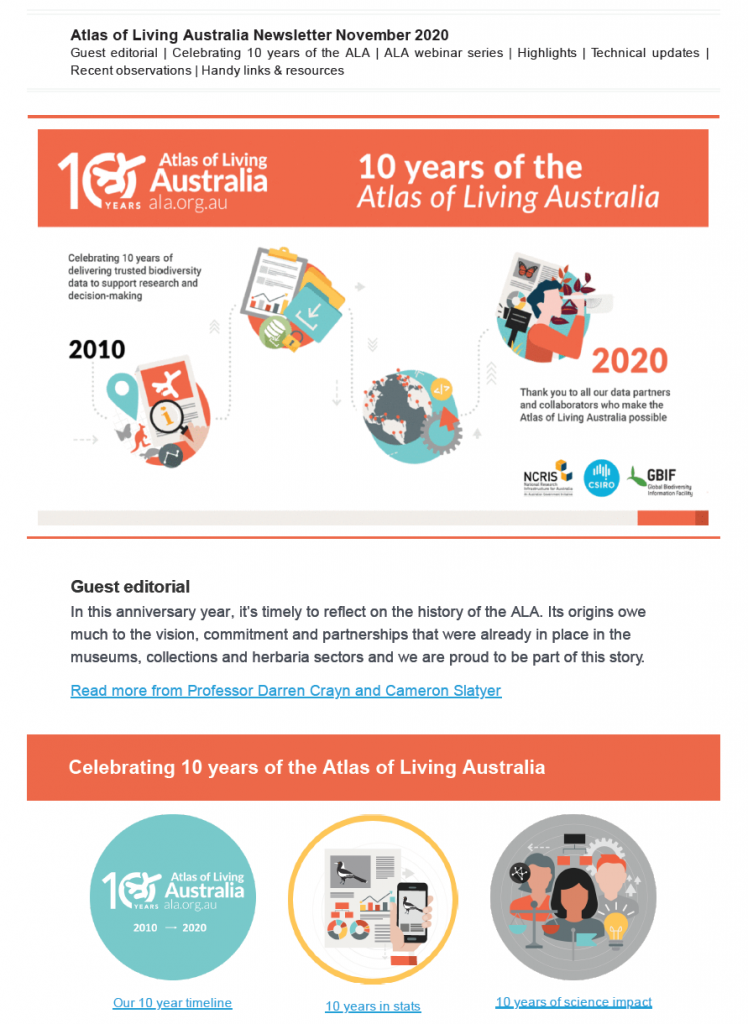 Atlas of Living Australia Newsletter November 2020
Guest editorial | Celebrating 10 years of the ALA | ALA webinar series | Highlights | Technical updates |
Recent observations | Handy links & resources
10 YEARS
Atlas of Living
Australia
ala.org.au
10 years of the
Atlas of Living Australia
Celebrating 10 years of
delivering trusted biodiversity
data to support research and
decision-making
2010
2020
Thank you to all our data partners
and collaborators who make the
Atlas of Living Australia possible
NCRIS
National Research
Infrastructure for Australia
An Australian Government Initiative
CSIRO
GBIF
Global Biodiversity
Information Facility
Guest editorial
In this anniversary year, it's timely to reflect on the history of the ALA. Its origins owe
much to the vision, commitment and partnerships that were already in place in the
museums, collections and herbaria sectors and we are proud to be part of this story.
Read more from Professor Darren Crayn and Cameron Slatyer
Celebrating 10 years of the Atlas of Living Australia
10 YEARS
Atlas of Living
Australia
ala.org.au
2010 → 2020
Our 10 year timeline
10 years in stats
10 years of science impact